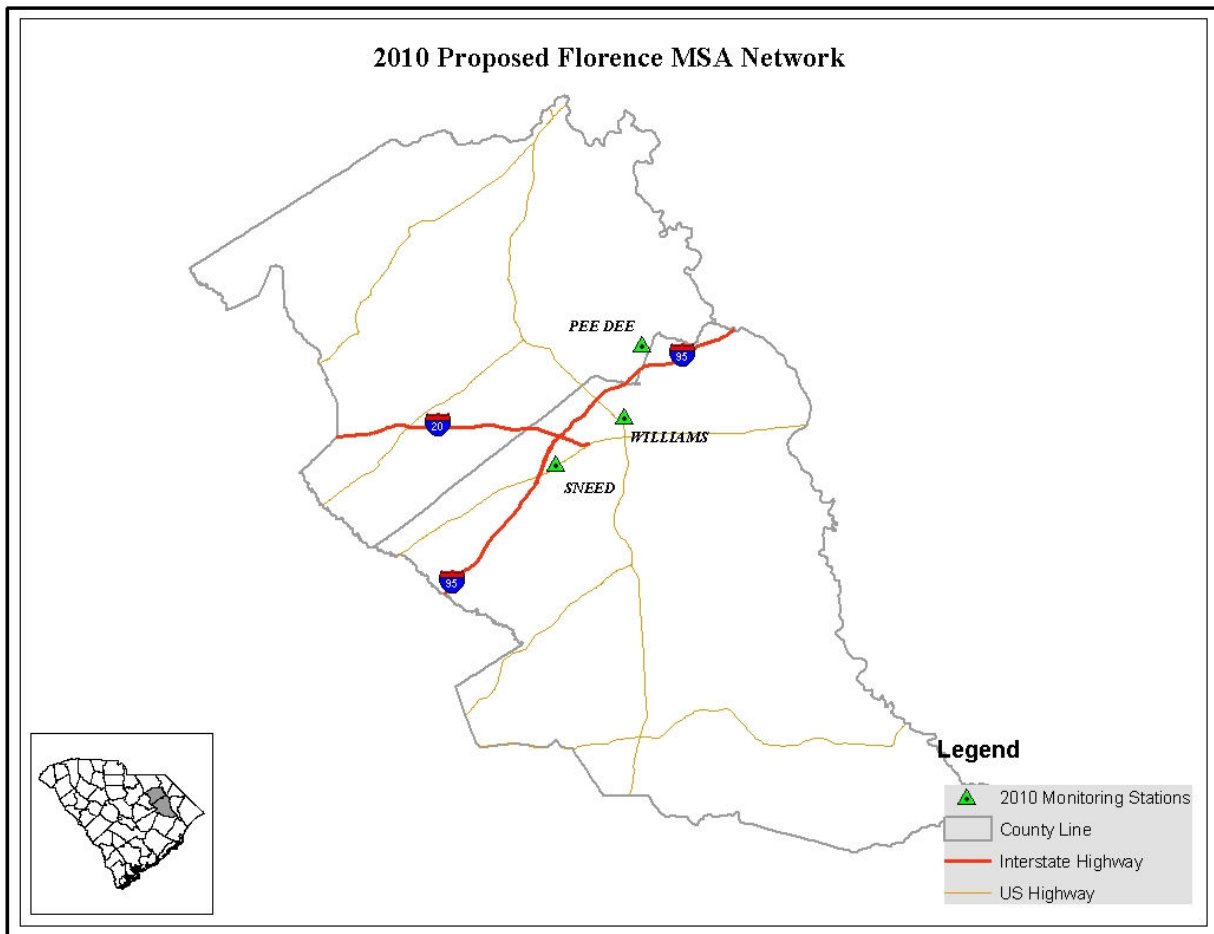 2010 Proposed Florence MSA Network
PEE DEE
95
20
WILLIAMS
SNEED
95
Legend
2010 Monitoring Stations
County Line
Interstate Highway
US Highway